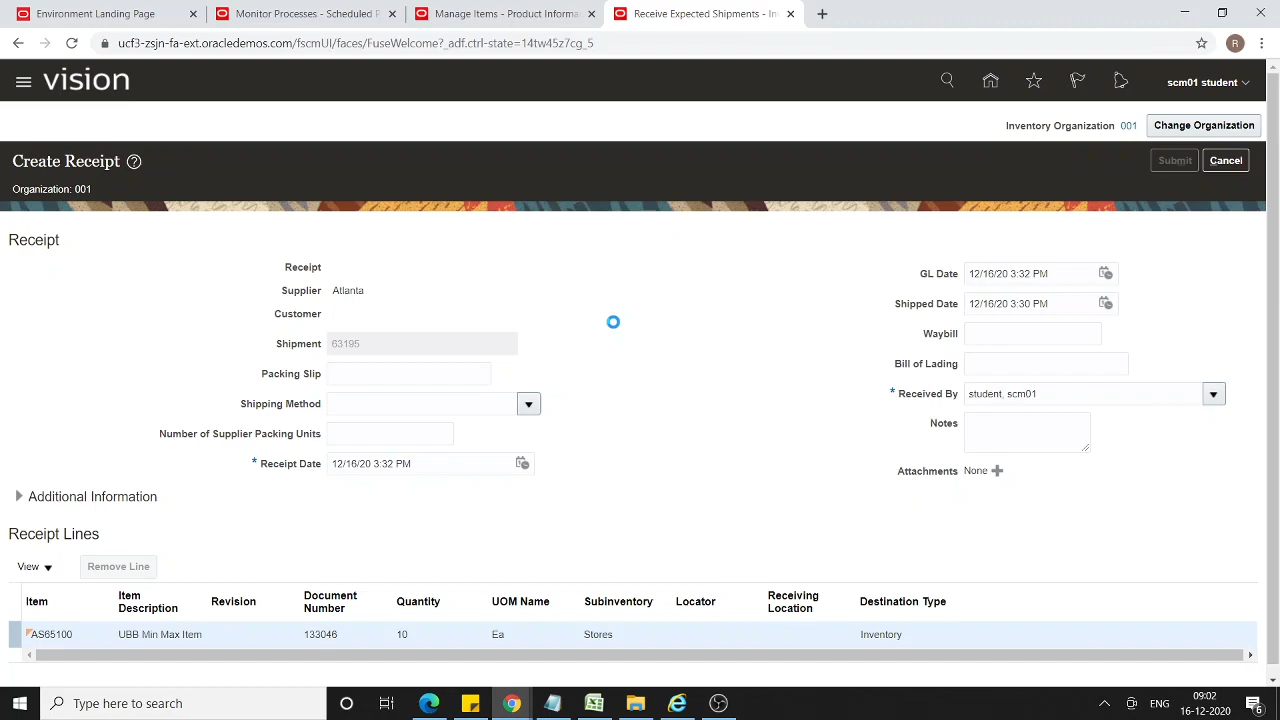 Environment Landing Page
Monitor Processes - Scheduled P
Manage Items - Product Informa
Receive Expected Shipments - In
ucf3-zsjn-fa-ext.oracledemos.com/fscmUI/faces/FuseWelcome?_adf.ctrl-state=14tw45z7cg_5
R
vision
scm01 student
Inventory Organization 001 Change Organization
Create Receipt ?
Submit Cancel
Organization: 001
Receipt
Receipt
Supplier Atlanta
Customer
Shipment 63195
Packing Slip
Shipping Method
Number of Supplier Packing Units
* Receipt Date 12/16/20 3:32 PM
GL Date 12/16/20 3:32 PM
Shipped Date 12/16/20 3:30 PM
Waybill
Bill of Lading
* Received By student, scm01
Notes
Attachments None
Additional Information
Receipt Lines
View Remove Line
Item Item Description Revision Document Number Quantity UOM Name Subinventory Locator Receiving Location Destination Type
AS65100 UBB Min Max Item 133046 10 Ea Stores Inventory
Type here to search
ENG
09:02
16-12-2020
6